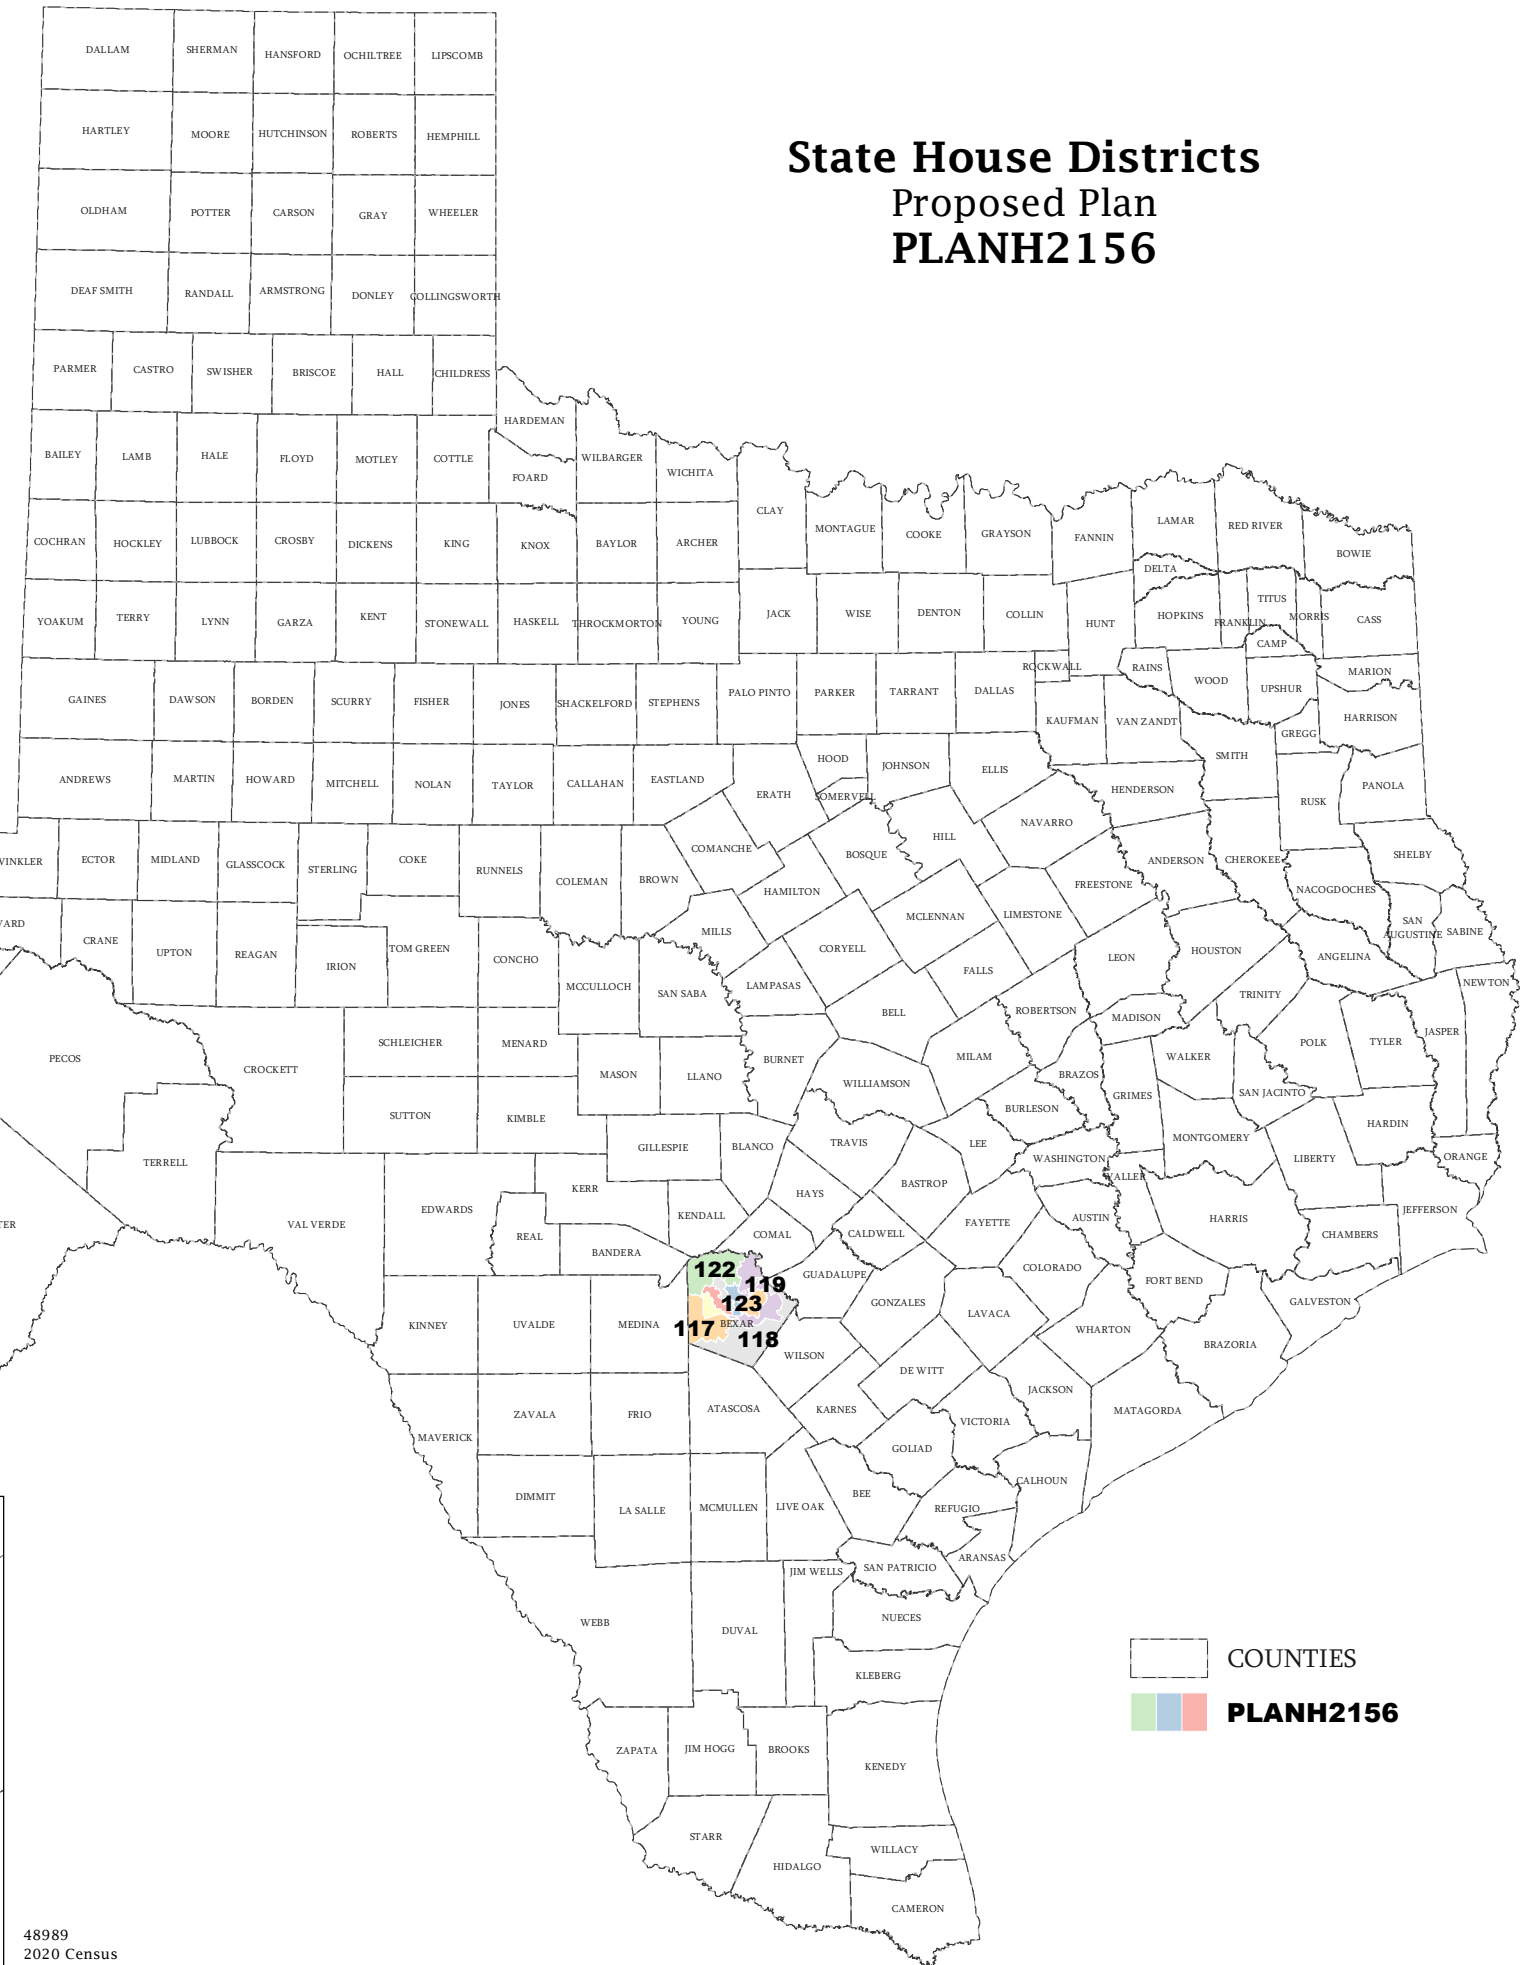 State House Districts
Proposed Plan
PLANH2156
DALLAM SHERMAN HANSFORD OCHILTREE LIPSCOMB
HARTLEY MOORE HUTCHINSON ROBERTS HEMPHILL
OLDHAM POTTER CARSON GRAY WHEELER
DEAF SMITH RANDALL ARMSTRONG DONLEY COLLINGSWORTH
PARMER CASTRO SWISHER BRISCOE HALL CHILDRESS
HARDEMAN
BAILEY LAMB HALE FLOYD MOTLEY COTTLE FOARD WILBARGER WICHITA
CLAY MONTAGUE COOKE GRAYSON FANNIN LAMAR RED RIVER BOWIE
COCHRAN HOCKLEY LUBBOCK CROSBY DICKENS KING KNOX BAYLOR ARCHER
DELTA
YOAKUM TERRY LYNN GARZA KENT STONEWALL HASKELL THROCKMORTON YOUNG JACK WISE DENTON COLLIN HUNT HOPKINS FRANKLIN TITUS MORRIS CASS
CAMP
ROCKWALL RAINS WOOD UPSHUR MARION
GAINES DAWSON BORDEN SCURRY FISHER JONES SHACKELFORD STEPHENS PALO PINTO PARKER TARRANT DALLAS KAUFMAN VAN ZANDT GREGG HARRISON
ANDREWS MARTIN HOWARD MITCHELL NOLAN TAYLOR CALLAHAN EASTLAND ERATH HOOD SOMERVELL JOHNSON ELLIS HENDERSON SMITH RUSK PANOLA
WINKLER ECTOR MIDLAND GLASSCOCK STERLING COKE RUNNELS COLEMAN BROWN COMANCHE BOSQUE HILL NAVARRO ANDERSON CHEROKEE SHELBY
HAMILTON FREESTONE NACOGDOCHES
WARD CRANE UPTON REAGAN IRION TOM GREEN CONCHO MILLS CORYELL MCLENNAN LIMESTONE HOUSTON ANGELINA SAN AUGUSTINE SABINE
MCCULLOCH SAN SABA LAMPASAS BELL FALLS LEON TRINITY NEWTON
PECOS CROCKETT SCHLEICHER MENARD MASON LLANO BURNET WILLIAMSON MILAM ROBERTSON MADISON WALKER POLK TYLER JASPER
BRAZOS
SUTTON KIMBLE BURLESON GRIMES SAN JACINTO HARDIN
TERRELL GILLESPIE BLANCO TRAVIS LEE WASHINGTON MONTGOMERY LIBERTY ORANGE
KERR HAYS BASTROP WALLER
TER VAL VERDE EDWARDS REAL BANDERA KENDALL COMAL CALDWELL FAYETTE AUSTIN HARRIS CHAMBERS JEFFERSON
122
119
123
117
118
BEXAR
GUADALUPE GONZALES COLORADO FORT BEND GALVESTON
KINNEY UVALDE MEDINA WILSON LAVACA WHARTON BRAZORIA
DE WITT
MAVERICK ZAVALA FRIO ATASCOSA KARNES VICTORIA JACKSON MATAGORDA
GOLIAD
DIMMIT LA SALLE MCMULLEN LIVE OAK BEE REFUGIO CALHOUN
JIM WELLS SAN PATRICIO ARANSAS
WEBB DUVAL NUECES
KLEBERG
ZAPATA JIM HOGG BROOKS KENEDY
STARR HIDALGO WILLACY
CAMERON
COUNTIES
PLANH2156
48989
2020 Census